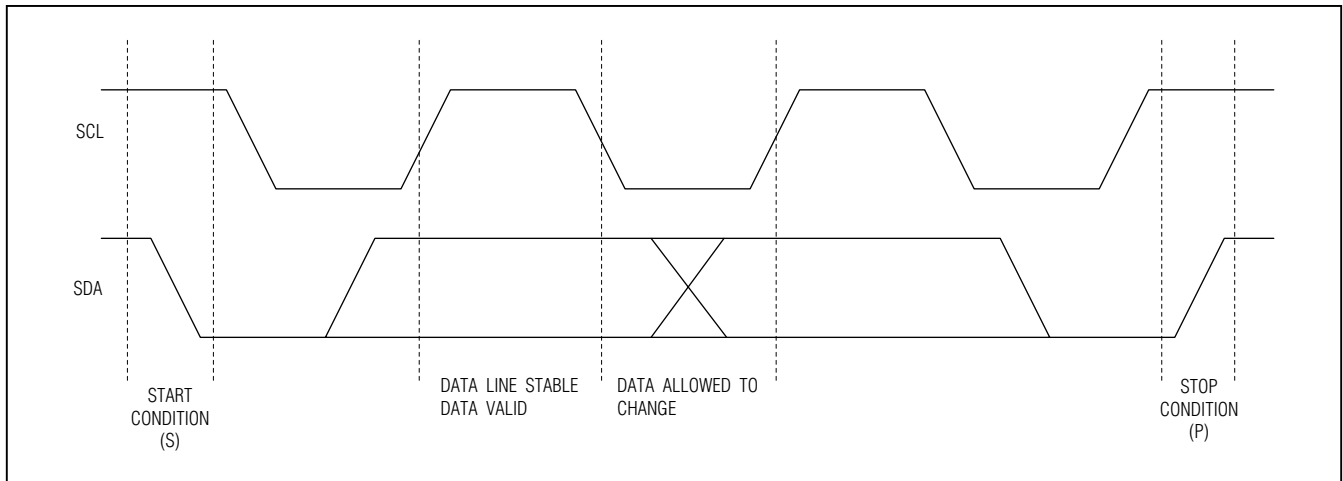 SCL
SDA
START
CONDITION
(S)
DATA LINE STABLE
DATA VALID
DATA ALLOWED TO
CHANGE
STOP
CONDITION
(P)